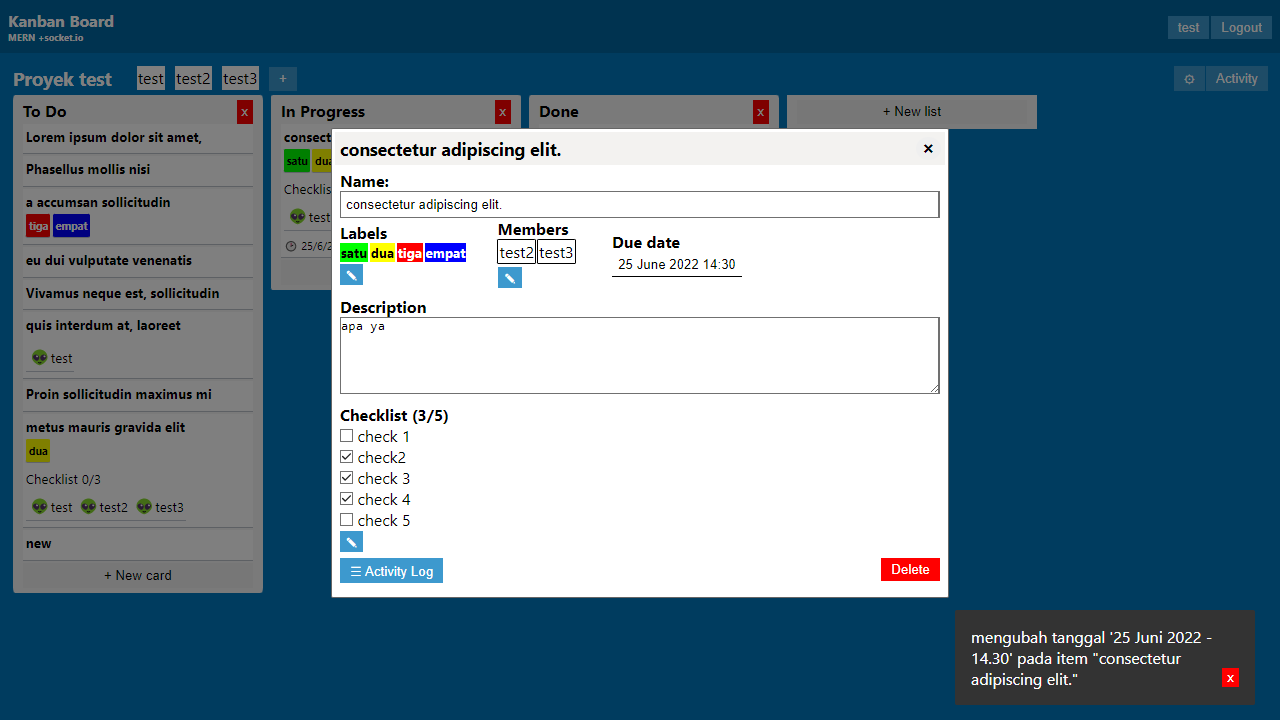 Kanban Board
MERN +socket.io
test Logout
Proyek test test test2 test3 +
Activity
To Do x
Lorem ipsum dolor sit amet,
Phasellus mollis nisi
a accumsan sollicitudin
tiga empat
eu dui vulputate venenatis
Vivamus neque est, sollicitudin
quis interdum at, laoreet
test
Proin sollicitudin maximus mi
metus mauris gravida elit
dua
Checklist 0/3
test test2 test3
new
+ New card
In Progress x
consect
satu dua
Checklis
test
25/6/2
Done x
+ New list
consectetur adipiscing elit.
Name:
consectetur adipiscing elit.
Labels
satu dua tiga empat
Members
test2 test3
Due date
25 June 2022 14:30
Description
apa ya
Checklist (3/5)
check 1
check2
check 3
check 4
check 5
☰ Activity Log
Delete
mengubah tanggal '25 Juni 2022 -
14.30' pada item "consectetur
adipiscing elit." x